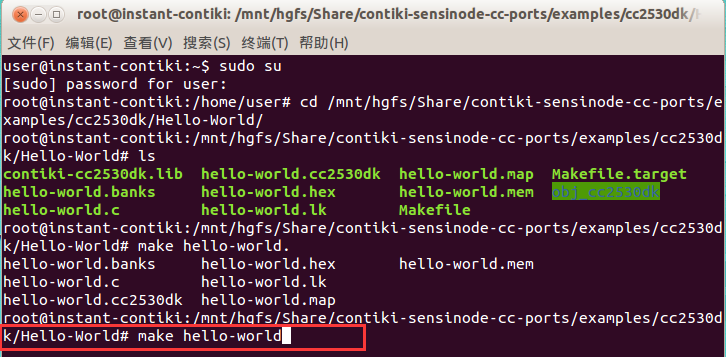 root@instant-contiki: /mnt/hgfs/Share/contiki-sensinode-cc-ports/examples/cc2530dk/H
文件(F) 编辑(E) 查看(V) 搜索(S) 终端(T) 帮助(H)
user@instant-contiki:~$ sudo su
[sudo] password for user:
root@instant-contiki:/home/user# cd /mnt/hgfs/Share/contiki-sensinode-cc-ports/e
xamples/cc2530dk/Hello-World/
root@instant-contiki:/mnt/hgfs/Share/contiki-sensinode-cc-ports/examples/cc2530d
k/Hello-World# ls
contiki-cc2530dk.lib hello-world.cc2530dk hello-world.map Makefile.target
hello-world.banks hello-world.hex hello-world.mem obj_cc2530dk
hello-world.c hello-world.lk Makefile
root@instant-contiki:/mnt/hgfs/Share/contiki-sensinode-cc-ports/examples/cc2530d
k/Hello-World# make hello-world.
hello-world.banks hello-world.hex hello-world.mem
hello-world.c hello-world.lk
hello-world.cc2530dk hello-world.map
root@instant-contiki:/mnt/hgfs/Share/contiki-sensinode-cc-ports/examples/cc2530d
k/Hello-World# make hello-world